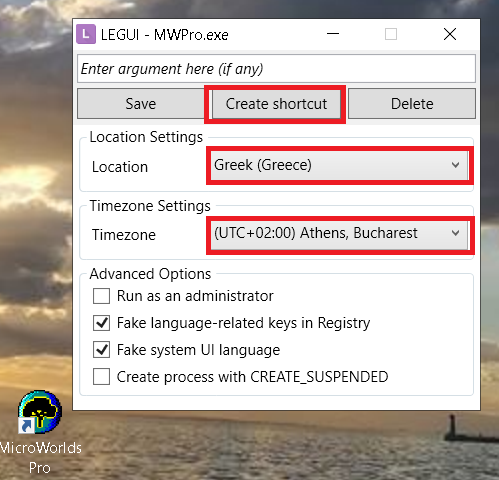 LEGUI - MWPro.exe
Enter argument here (if any)
Save
Create shortcut
Delete
Location Settings
Location
Greek (Greece)
Timezone Settings
Timezone
(UTC+02:00) Athens, Bucharest
Advanced Options
Run as an administrator
Fake language-related keys in Registry
Fake system UI language
Create process with CREATE_SUSPENDED
MicroWorlds
Pro